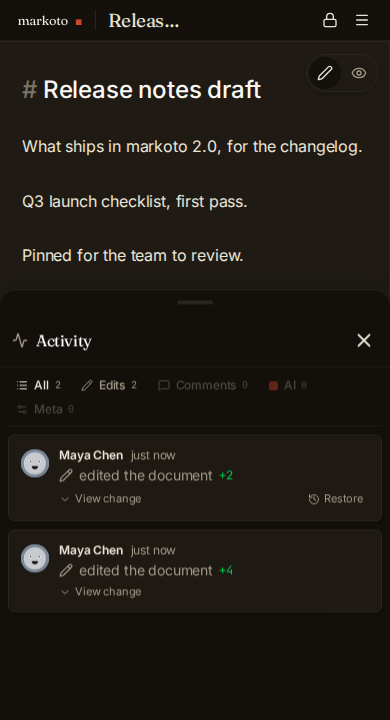 markoto
Releas...
# Release notes draft
What ships in markoto 2.0, for the changelog.
Q3 launch checklist, first pass.
Pinned for the team to review.
Activity
All 2 Edits 2 Comments 0 AI 0
Meta 0
Maya Chen just now
edited the document +2
View change Restore
Maya Chen just now
edited the document +4
View change